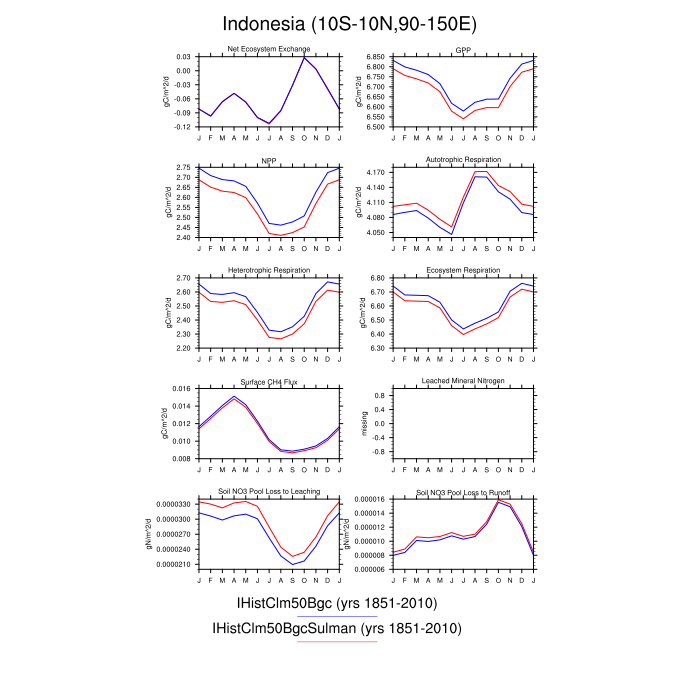 Indonesia (10S-10N,90-150E)
Net Ecosystem Exchange
gC/m^2/d
0.03
0.00
-0.03
-0.06
-0.09
-0.12
J F M A M J J A S O N D J
GPP
gC/m^2/d
6.850
6.800
6.750
6.700
6.650
6.600
6.550
6.500
J F M A M J J A S O N D J
NPP
gC/m^2/d
2.75
2.70
2.65
2.60
2.55
2.50
2.45
2.40
J F M A M J J A S O N D J
Autotrophic Respiration
gC/m^2/d
4.170
4.140
4.110
4.080
4.050
J F M A M J J A S O N D J
Heterotrophic Respiration
gC/m^2/d
2.70
2.60
2.50
2.40
2.30
2.20
J F M A M J J A S O N D J
Ecosystem Respiration
gC/m^2/d
6.80
6.70
6.60
6.50
6.40
6.30
J F M A M J J A S O N D J
Surface CH4 Flux
gC/m^2/d
0.016
0.014
0.012
0.010
0.008
J F M A M J J A S O N D J
Leached Mineral Nitrogen
missing
0.8
0.4
0.0
-0.4
-0.8
J F M A M J J A S O N D J
Soil NO3 Pool Loss to Leaching
gN/m^2/d
0.0000330
0.0000300
0.0000270
0.0000240
0.0000210
J F M A M J J A S O N D J
Soil NO3 Pool Loss to Runoff
gN/m^2/d
0.000016
0.000014
0.000012
0.000010
0.000008
0.000006
J F M A M J J A S O N D J
IHistClm50Bgc (yrs 1851-2010)
IHistClm50BgcSulman (yrs 1851-2010)